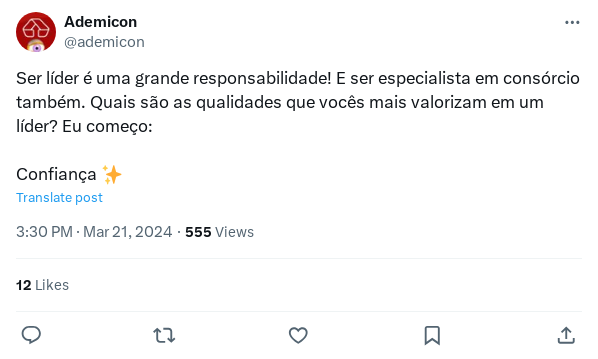 Ademicon
@ademicon
Ser líder é uma grande responsabilidade! E ser especialista em consórcio
também. Quais são as qualidades que vocês mais valorizam em um
líder? Eu começo:
Confiança ✨
Translate post
3:30 PM · Mar 21, 2024 · 555 Views
12 Likes